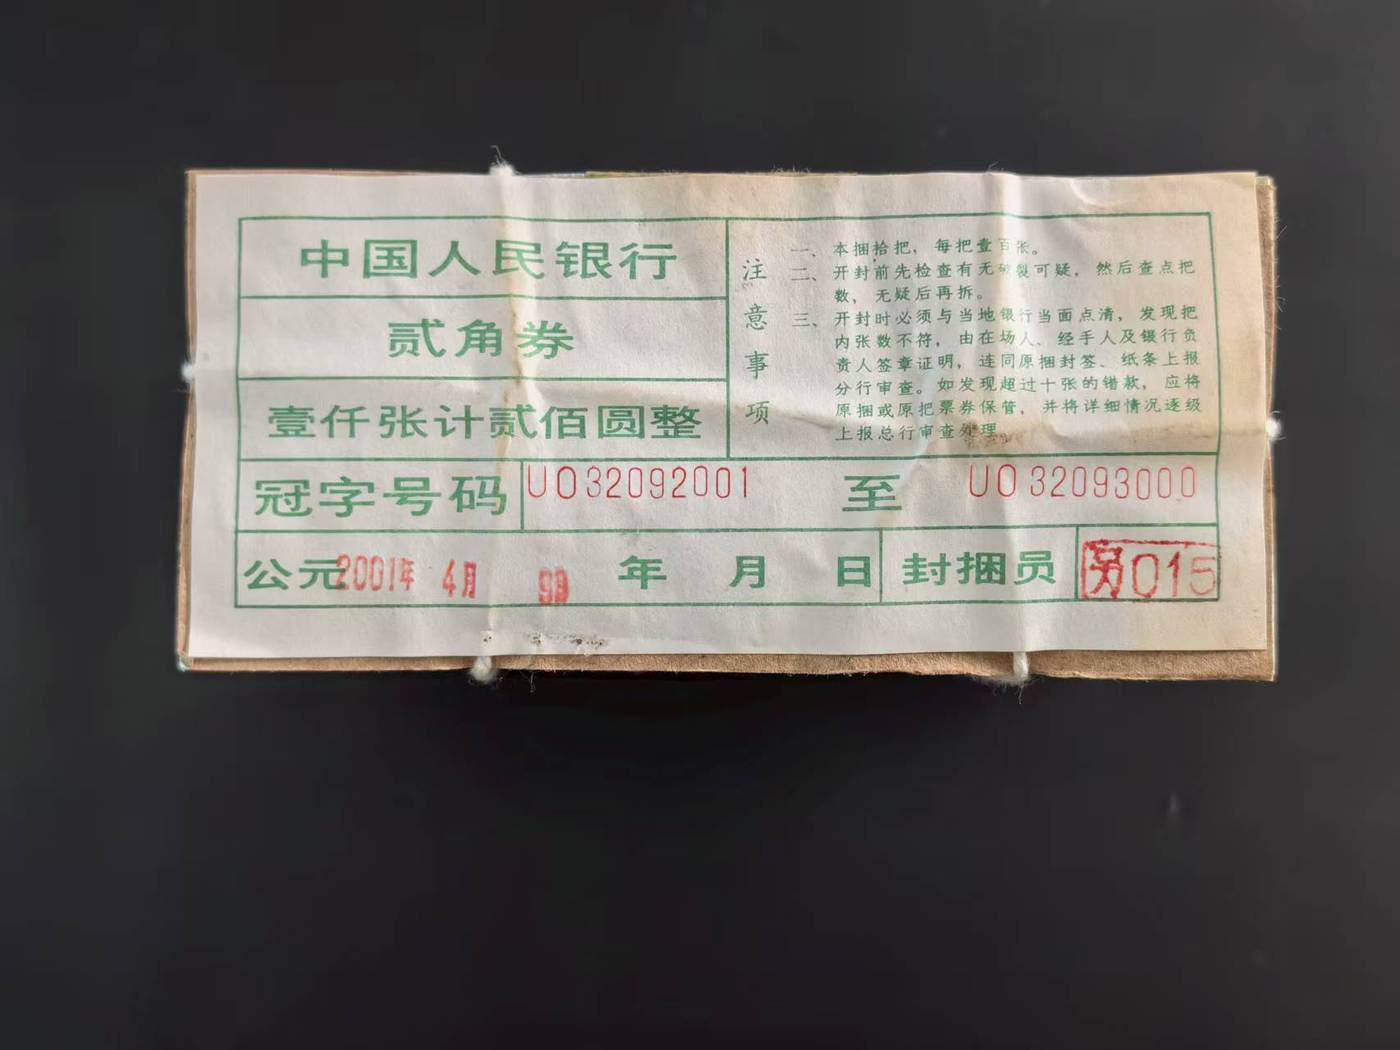 中国人民银行
贰角券
壹仟张计贰佰圆整
注意事项
一、本捆拾把，每把壹百张。
二、开封前先检查有无破裂可疑，然后查点把
数，无疑后再拆。
三、开封时必须与当地银行当面点清，发现把
内张数不符，由在场人、经手人及银行负
责人签章证明，连同原捆封签、纸条上报
分行审查。如发现超过十张的错款，应将
原捆或原把票券保管，并将详细情况逐级
上报总行审查处理
冠字号码 UO32092001 至 UO32093000
公元2001年 4月 年 月 日 封捆员 015